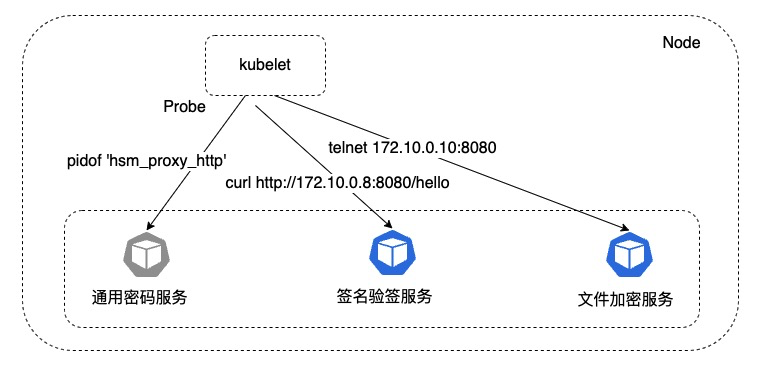 Node
kubelet
Probe
telnet 172.10.0.10:8080
pidof 'hsm_proxy_http'
curl http://172.10.0.8:8080/hello
通用密码服务
签名验签服务
文件加密服务